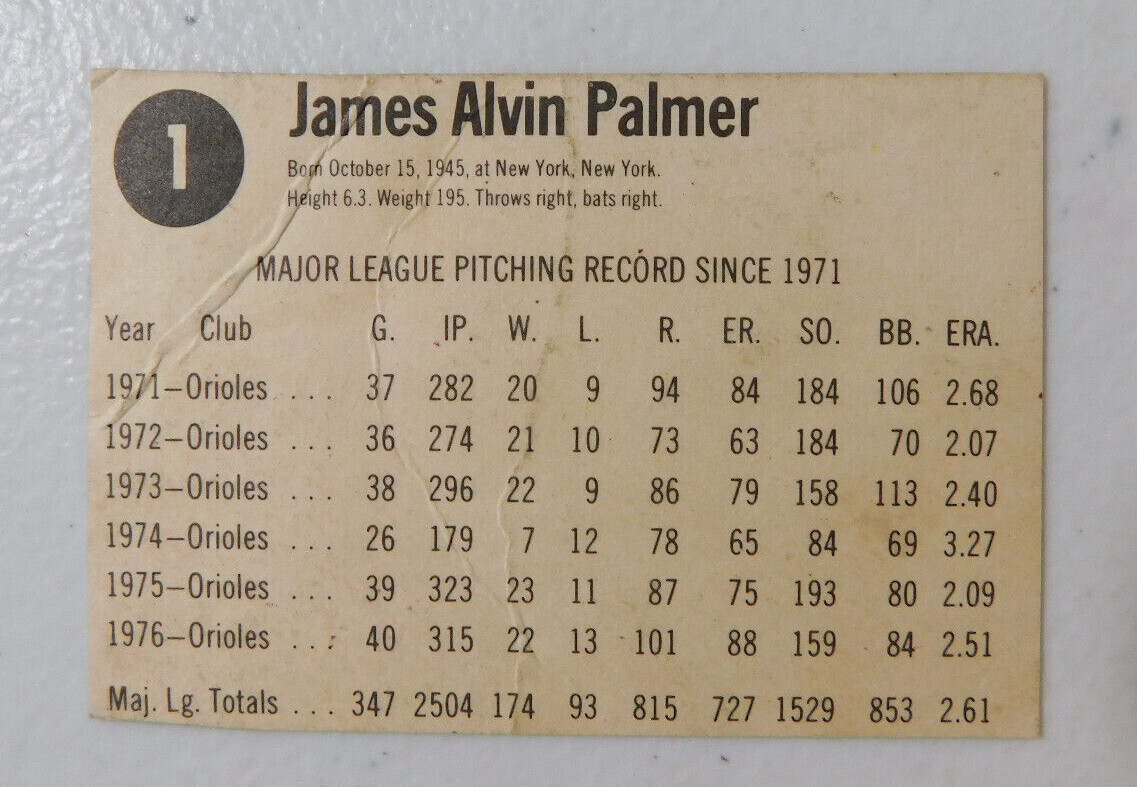 1
James Alvin Palmer
Born October 15, 1945, at New York, New York.
Height 6.3. Weight 195. Throws right, bats right.
MAJOR LEAGUE PITCHING RECORD SINCE 1971
Year Club G. IP. W. L. R. ER. SO. BB. ERA.
1971—Orioles ... 37 282 20 9 94 84 184 106 2.68
1972—Orioles ... 36 274 21 10 73 63 184 70 2.07
1973—Orioles ... 38 296 22 9 86 79 158 113 2.40
1974—Orioles ... 26 179 7 12 78 65 84 69 3.27
1975—Orioles ... 39 323 23 11 87 75 193 80 2.09
1976—Orioles ... 40 315 22 13 101 88 159 84 2.51
Maj. Lg. Totals ... 347 2504 174 93 815 727 1529 853 2.61